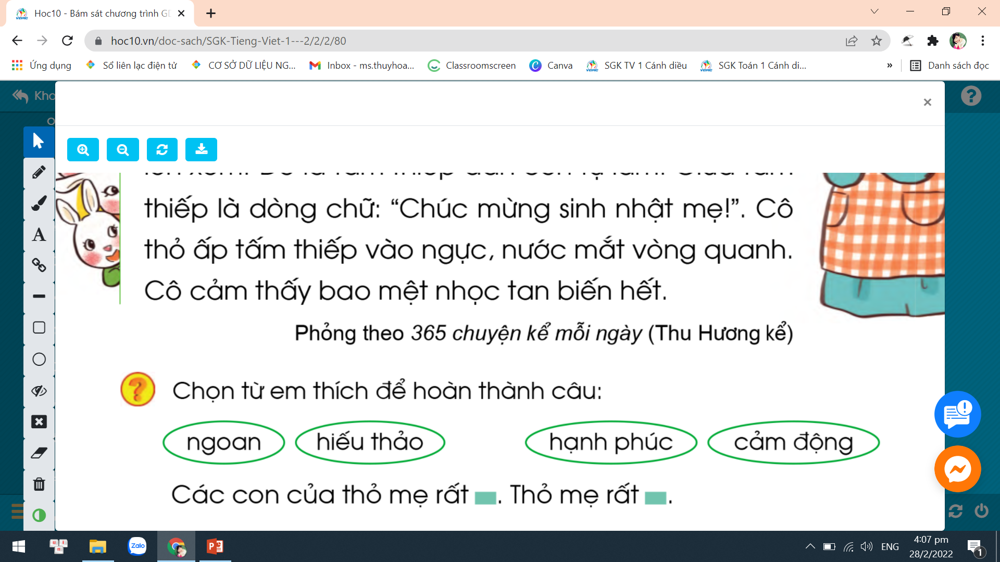 Hoc10 - Bám sát chương trình GD
hoc10.vn/doc-sach/SGK-Tieng-Viet-1---2/2/2/80
Ứng dụng Sổ liên lạc điện tử CƠ SỞ DỮ LIỆU NG... Inbox - ms.thuyhoa... Classroomscreen Canva SGK TV 1 Cánh diều SGK Toán 1 Cánh di... » Danh sách đọc
Kho
thiếp là dòng chữ: “Chúc mừng sinh nhật mẹ!”. Cô
thỏ ấp tấm thiếp vào ngực, nước mắt vòng quanh.
Cô cảm thấy bao mệt nhọc tan biến hết.
Phỏng theo 365 chuyện kể mỗi ngày (Thu Hương kể)
Chọn từ em thích để hoàn thành câu:
ngoan hiếu thảo hạnh phúc cảm động
Các con của thỏ mẹ rất . Thỏ mẹ rất .
Zalo
ENG
4:07 pm
28/2/2022
1